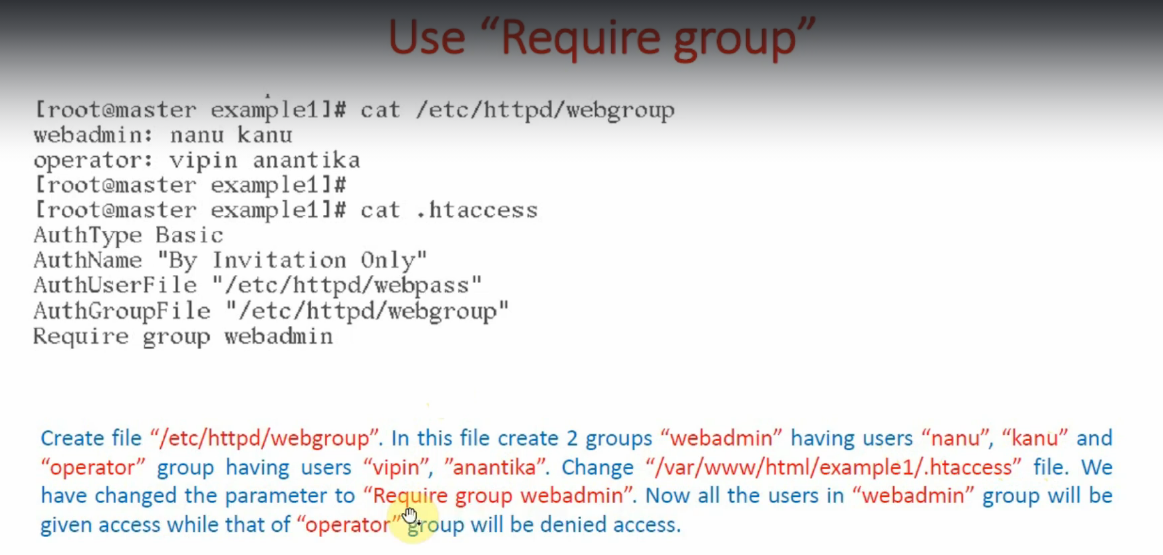 Use “Require group”
[root@master example1]# cat /etc/httpd/webgroup
webadmin: nanu kanu
operator: vipin anantika
[root@master example1]#
[root@master example1]# cat .htaccess
AuthType Basic
AuthName "By Invitation Only"
AuthUserFile "/etc/httpd/webpass"
AuthGroupFile "/etc/httpd/webgroup"
Require group webadmin
Create file “/etc/httpd/webgroup”. In this file create 2 groups “webadmin” having users “nanu”, “kanu” and
“operator” group having users “vipin”, ”anantika”. Change “/var/www/html/example1/.htaccess” file. We
have changed the parameter to “Require group webadmin”. Now all the users in “webadmin” group will be
given access while that of “operator” group will be denied access.